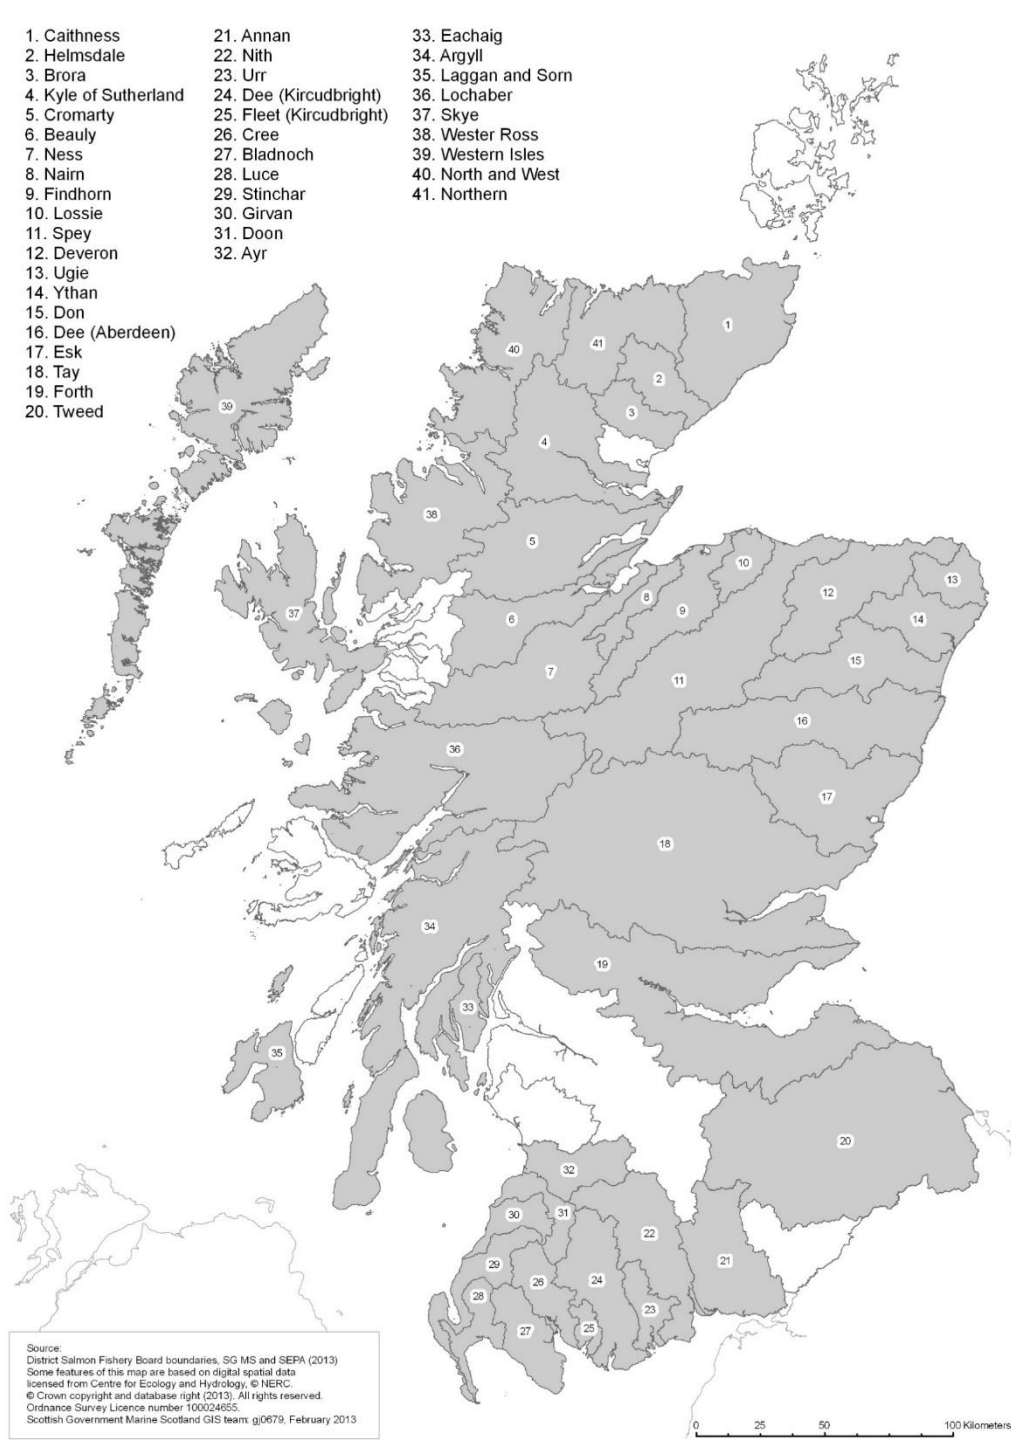 1. Caithness
2. Helmsdale
3. Brora
4. Kyle of Sutherland
5. Cromarty
6. Beauly
7. Ness
8. Nairn
9. Findhorn
10. Lossie
11. Spey
12. Deveron
13. Ugie
14. Ythan
15. Don
16. Dee (Aberdeen)
17. Esk
18. Tay
19. Forth
20. Tweed
21. Annan
22. Nith
23. Urr
24. Dee (Kircudbright)
25. Fleet (Kircudbright)
26. Cree
27. Bladnoch
28. Luce
29. Stinchar
30. Girvan
31. Doon
32. Ayr
33. Eachaig
34. Argyll
35. Laggan and Sorn
36. Lochaber
37. Skye
38. Wester Ross
39. Western Isles
40. North and West
41. Northern
1
41
40
2
39
3
4
38
5
10
13
12
8
9
37
6
14
15
7
11
16
36
17
18
34
19
33
35
20
32
31
30
22
21
29
26
24
28
23
25
27
Source:
District Salmon Fishery Board boundaries, SG MS and SEPA (2013)
Some features of this map are based on digital spatial data
licensed from Centre for Ecology and Hydrology, © NERC.
© Crown copyright and database right (2013). All rights reserved.
Ordnance Survey Licence number 100024655.
Scottish Government Marine Scotland GIS team: gj0679, February 2013
0 25 50 100 Kilometers